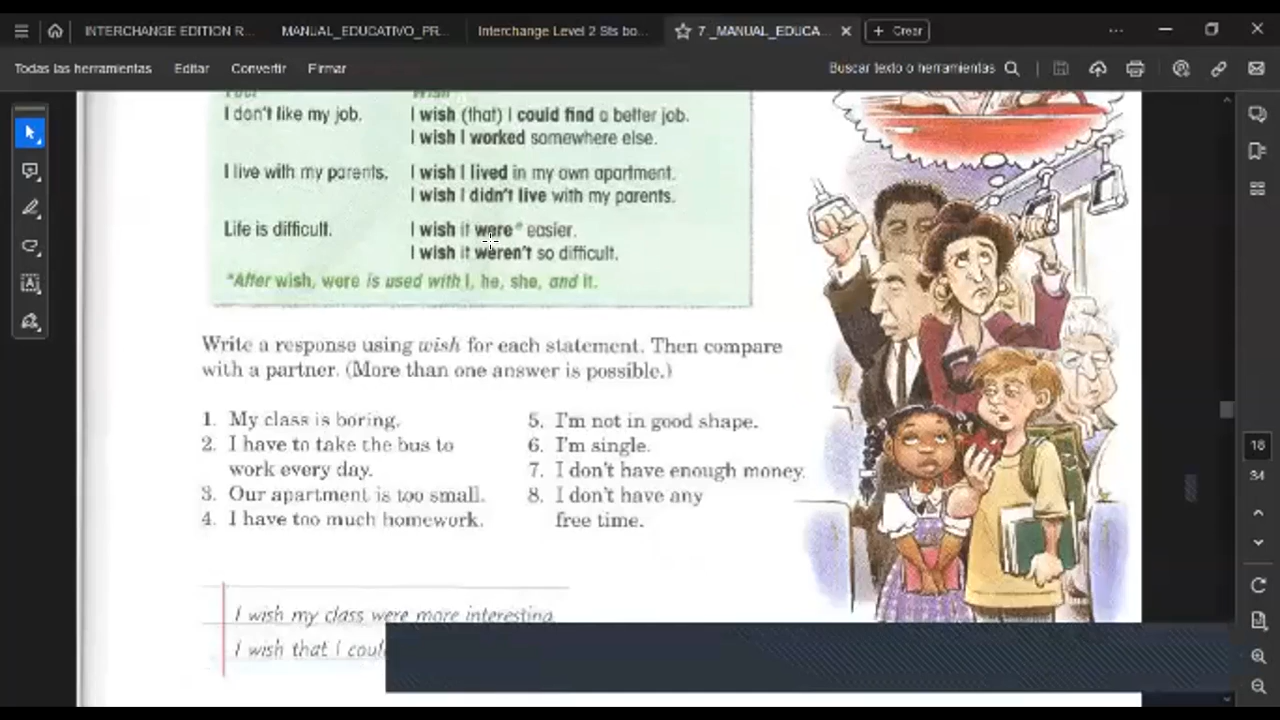 INTERCHANGE EDITION R... MANUAL_EDUCATIVO_PR... Interchange Level 2 Sts bo... 7._MANUAL_EDUCA... + Crear
Todas las herramientas Editar Convertir Firmar Buscar texto o herramientas
I don't like my job. I wish (that) I could find a better job.
I wish I worked somewhere else.
I live with my parents. I wish I lived in my own apartment.
I wish I didn't live with my parents.
Life is difficult. I wish it were* easier.
I wish it weren't so difficult.
*After wish, were is used with I, he, she, and it.
Write a response using wish for each statement. Then compare
with a partner. (More than one answer is possible.)
1. My class is boring.
2. I have to take the bus to
work every day.
3. Our apartment is too small.
4. I have too much homework.
5. I'm not in good shape.
6. I'm single.
7. I don't have enough money.
8. I don't have any
free time.
I wish my class were more interesting.
I wish that I coul
18
34